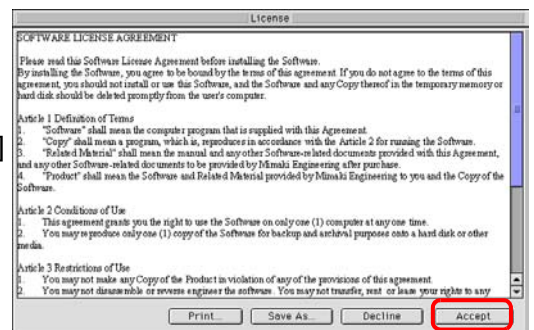 License
SOFTWARE LICENSE AGREEMENT
Please read this Software License Agreement before installing the Software.
By installing the Software, you agree to be bound by the terms of this agreement. If you do not agree to the terms of this
agreement, you should not install or use this Software, and the Software and any Copy thereof in the temporary memory or
hard disk should be deleted promptly from the user's computer.
Article 1 Definition of Terms
1. "Software" shall mean the computer program that is supplied with this Agreement.
2. "Copy" shall mean a program, which is, reproduces in accordance with the Article 2 for running the Software.
3. "Related Material" shall mean the manual and any other Software-related documents provided with this Agreement,
and any other Software-related documents to be provided by Mimaki Engineering after purchase.
4. "Product" shall mean the Software and Related Material provided by Mimaki Engineering to you and the Copy of the
Software.
Article 2 Conditions of Use
1. This agreement grants you the right to use the Software on only one (1) computer at any one time.
2. You may reproduce only one (1) copy of the Software for backup and archival purposes onto a hard disk or other
media.
Article 3 Restrictions of Use
1. You may not make any Copy of the Product in violation of any of the provisions of this agreement.
2. You may not disassemble or reverse engineer the software. You may not transfer, rent or lease your rights to any
Print... Save As... Decline Accept